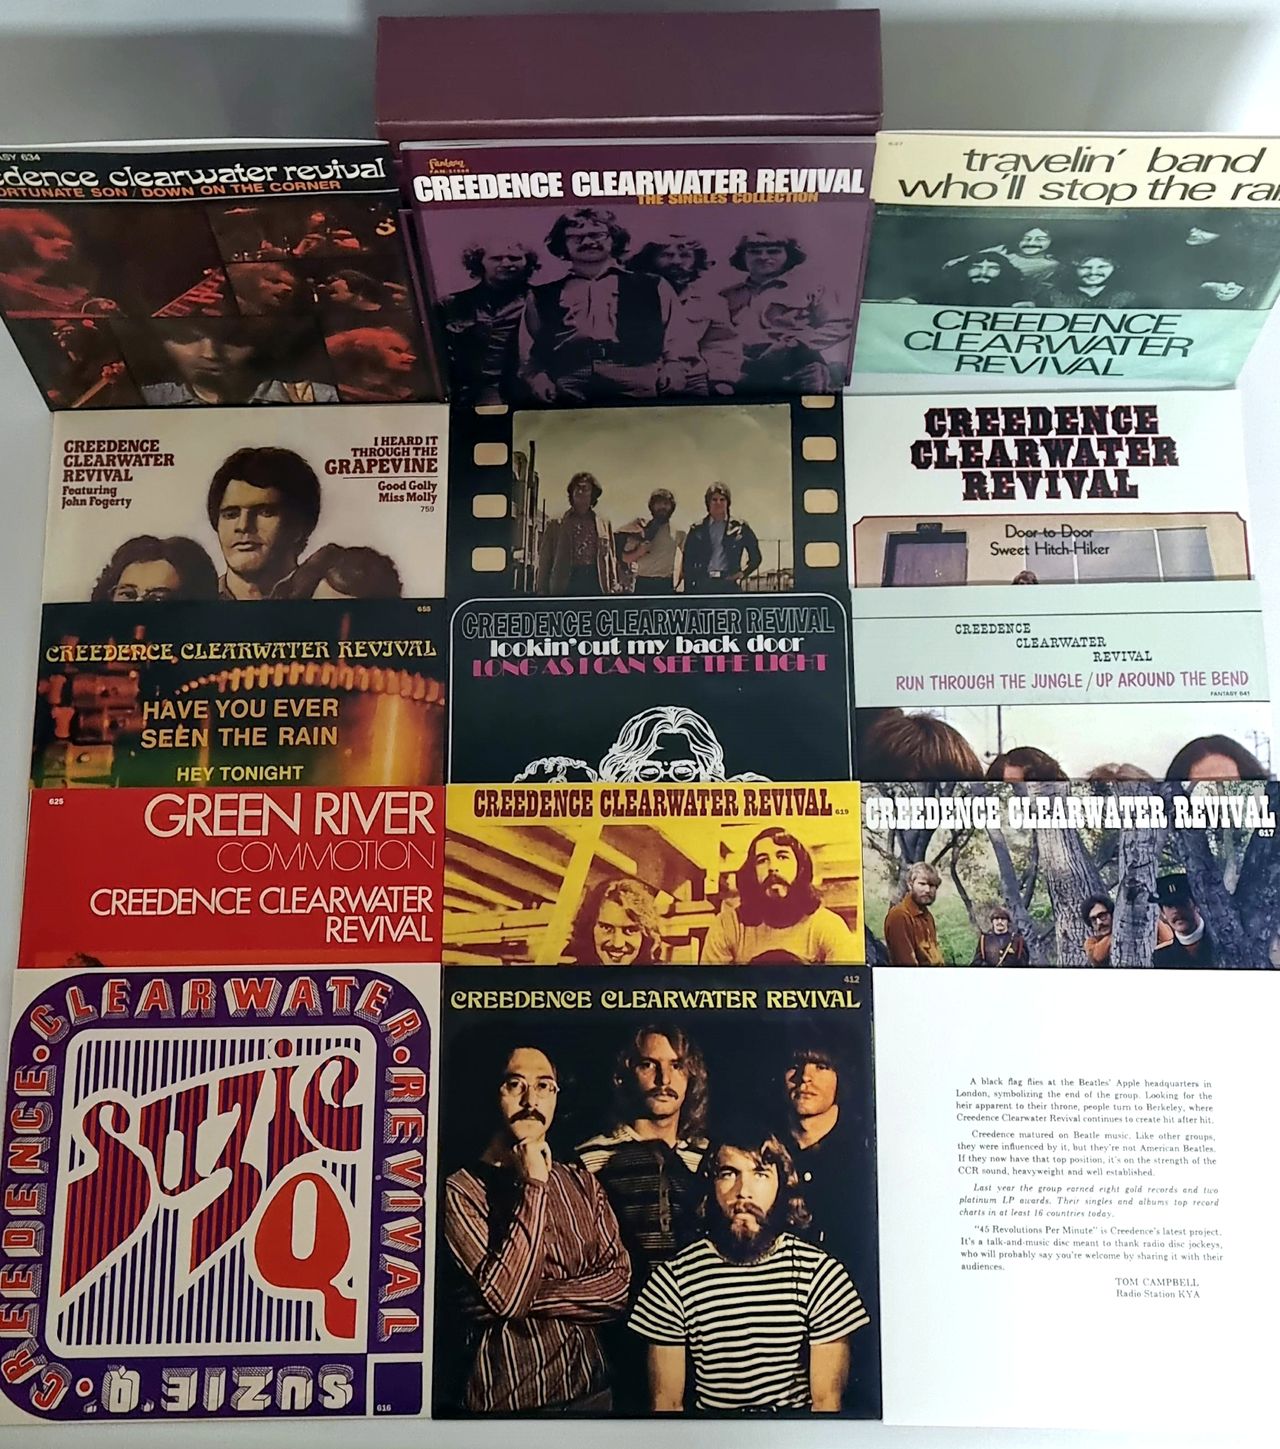 ASY 634
edence clearwater revival
ORTUNATE SON / DOWN ON THE CORNER
Fantasy
CREEDENCE CLEARWATER REVIVAL
THE SINGLES COLLECTION
637
travelin' band
who'll stop the rai
CREEDENCE
CLEARWATER
REVIVAL
CREEDENCE
CLEARWATER
REVIVAL
Featuring
John Fogerty
I HEARD IT
THROUGH THE
GRAPEVINE
Good Golly
Miss Molly
759
CREEDENCE
CLEARWATER
REVIVAL
Door-to-Door
Sweet Hitch-Hiker
655
CREEDENCE CLEARWATER REVIVAL
HAVE YOU EVER
SEEN THE RAIN
HEY TONIGHT
CREEDENCE CLEARWATER REVIVAL
lookin' out my back door
LONG AS I CAN SEE THE LIGHT
CREEDENCE
CLEARWATER
REVIVAL
RUN THROUGH THE JUNGLE / UP AROUND THE BEND
FANTASY 641
625
GREEN RIVER
COMMOTION
CREEDENCE CLEARWATER
REVIVAL
CREEDENCE CLEARWATER REVIVAL
619
CREEDENCE CLEARWATER REVIVAL
617
CREEDENCE • CLEARWATER • REVIVAL •
SUZIE Q
SUZIE Q.
616
412
CREEDENCE CLEARWATER REVIVAL
A black flag flies at the Beatles' Apple headquarters in
London, symbolizing the end of the group. Looking for the
heir apparent to their throne, people turn to Berkeley, where
Creedence Clearwater Revival continues to create hit after hit.
Creedence matured on Beatle music. Like other groups,
they were influenced by it, but they're not American Beatles.
If they now have that top position, it's on the strength of the
CCR sound, heavyweight and well established.
Last year the group earned eight gold records and two
platinum LP awards. Their singles and albums top record
charts in at least 16 countries today.
"45 Revolutions Per Minute" is Creedence's latest project.
It's a talk-and-music disc meant to thank radio disc jockeys,
who will probably say you're welcome by sharing it with their
audiences.
TOM CAMPBELL
Radio Station KYA